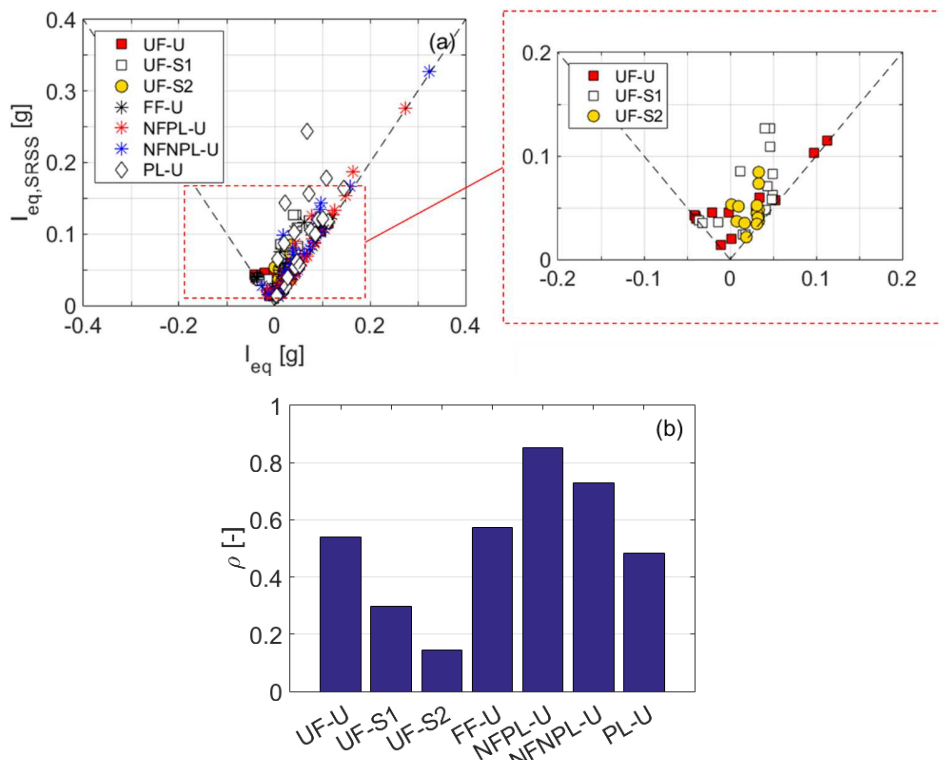 0.4
0.3
0.2
0.1
0
I_eq,SRSS [g]
-0.4 -0.2 0 0.2 0.4
I_eq [g]
UF-U
UF-S1
UF-S2
FF-U
NFPL-U
NFNPL-U
PL-U
(a)
0.2
0.1
0
-0.2 -0.1 0 0.1 0.2
UF-U
UF-S1
UF-S2
1
0.8
0.6
0.4
0.2
0
ρ [-]
(b)
UF-U UF-S1 UF-S2 FF-U NFPL-U NFNPL-U PL-U